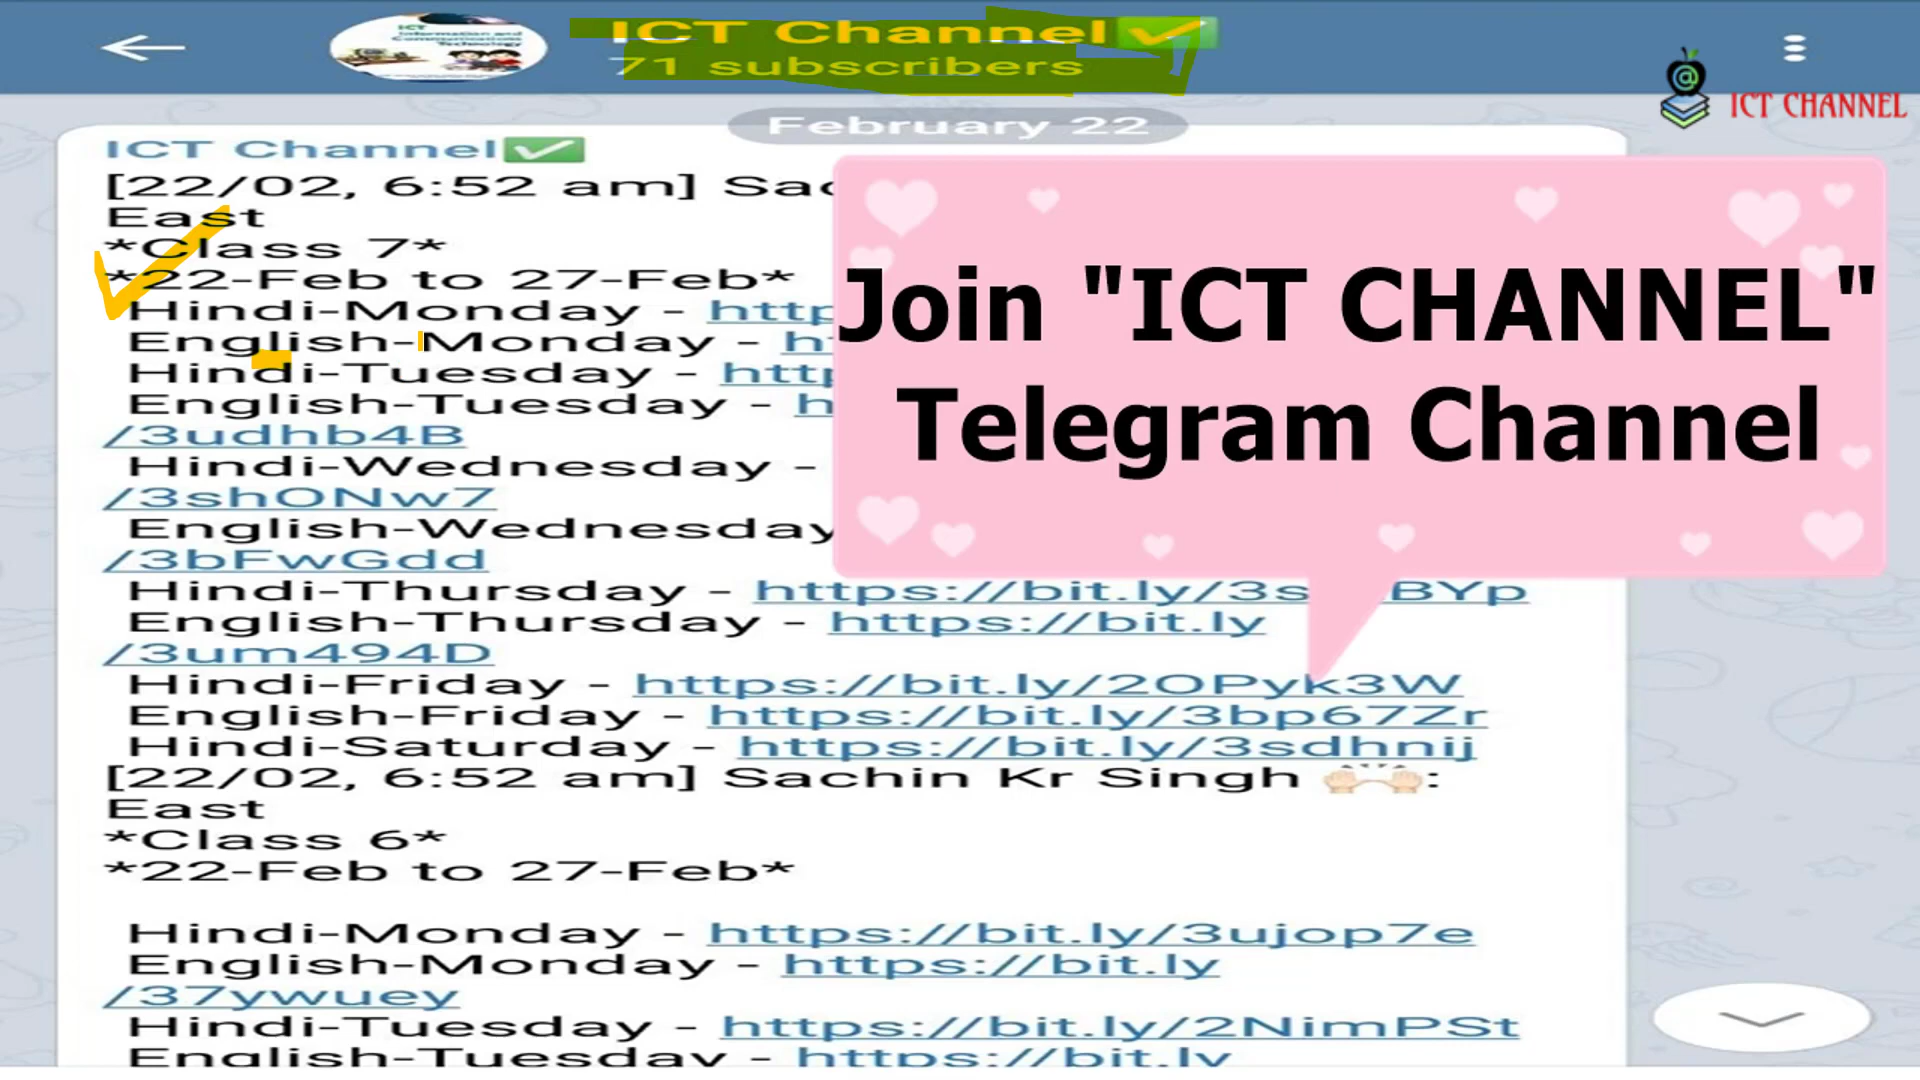 ICT Channel✅
71 subscribers
ICT CHANNEL
February 22
ICT Channel✅
[22/02, 6:52 am]
East
*Class 7*
*22-Feb to 27-Feb*
Hindi-Monday -
English-Monday -
Hindi-Tuesday -
English-Tuesday -
/3udhb4B
Hindi-Wednesday -
/3shONw7
English-Wednesday
/3bFwGdd
Hindi-Thursday - https://bit.ly/3s BYp
English-Thursday - https://bit.ly
/3um494D
Hindi-Friday - https://bit.ly/2OPyk3W
English-Friday - https://bit.ly/3bp67Zr
Hindi-Saturday - https://bit.ly/3sdhnij
[22/02, 6:52 am] Sachin Kr Singh 🙌🏻:
East
*Class 6*
*22-Feb to 27-Feb*
Hindi-Monday - https://bit.ly/3ujop7e
English-Monday - https://bit.ly
/37ywuey
Hindi-Tuesday - https://bit.ly/2NimPSt
English-Tuesday - https://bit.ly
Join "ICT CHANNEL"
Telegram Channel